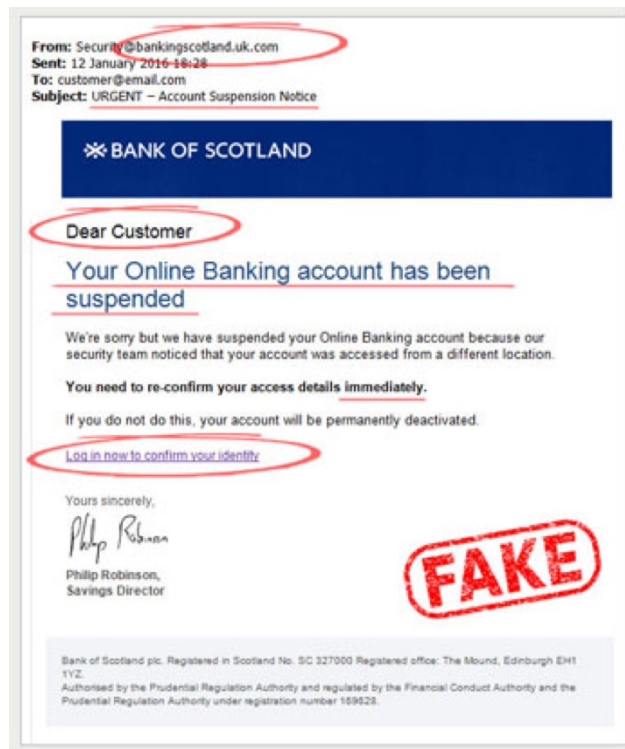 From: Security@bankingscotland.uk.com
Sent: 12 January 2016 18:28
To: customer@email.com
Subject: URGENT – Account Suspension Notice
BANK OF SCOTLAND
Dear Customer
Your Online Banking account has been
suspended
We're sorry but we have suspended your Online Banking account because our
security team noticed that your account was accessed from a different location.
You need to re-confirm your access details immediately.
If you do not do this, your account will be permanently deactivated.
Log in now to confirm your identity
Yours sincerely,
Philip Robinson
Philip Robinson,
Savings Director
FAKE
Bank of Scotland plc. Registered in Scotland No. SC 327000 Registered office: The Mound, Edinburgh EH1
1YZ.
Authorised by the Prudential Regulation Authority and regulated by the Financial Conduct Authority and the
Prudential Regulation Authority under registration number 169628.